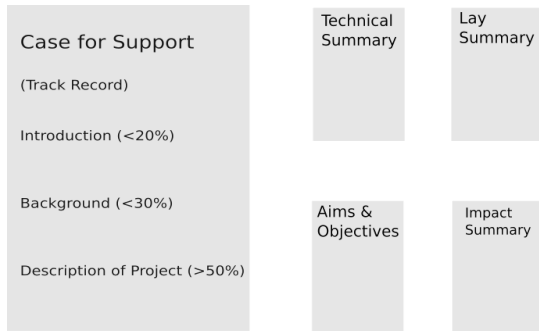 Case for Support
(Track Record)
Introduction (<20%)
Background (<30%)
Description of Project (>50%)
Technical
Summary
Lay
Summary
Aims &
Objectives
Impact
Summary